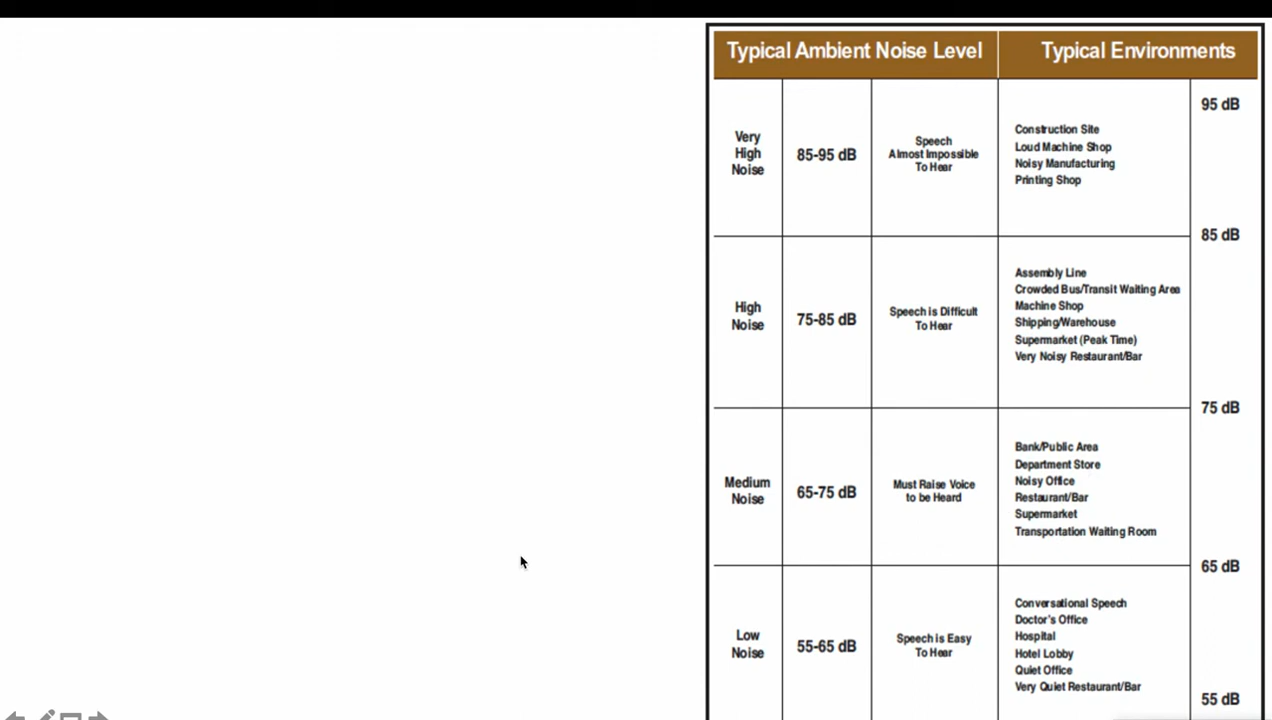 Typical Ambient Noise Level
Typical Environments
95 dB
Very
High
Noise
85-95 dB
Speech
Almost Impossible
To Hear
Construction Site
Loud Machine Shop
Noisy Manufacturing
Printing Shop
85 dB
High
Noise
75-85 dB
Speech is Difficult
To Hear
Assembly Line
Crowded Bus/Transit Waiting Area
Machine Shop
Shipping/Warehouse
Supermarket (Peak Time)
Very Noisy Restaurant/Bar
75 dB
Medium
Noise
65-75 dB
Must Raise Voice
to be Heard
Bank/Public Area
Department Store
Noisy Office
Restaurant/Bar
Supermarket
Transportation Waiting Room
65 dB
Low
Noise
55-65 dB
Speech is Easy
To Hear
Conversational Speech
Doctor's Office
Hospital
Hotel Lobby
Quiet Office
Very Quiet Restaurant/Bar
55 dB